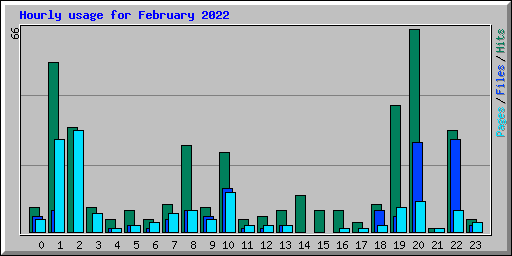 Hourly usage for February 2022
66
Pages/Files/Hits
0 1 2 3 4 5 6 7 8 9 10 11 12 13 14 15 16 17 18 19 20 21 22 23